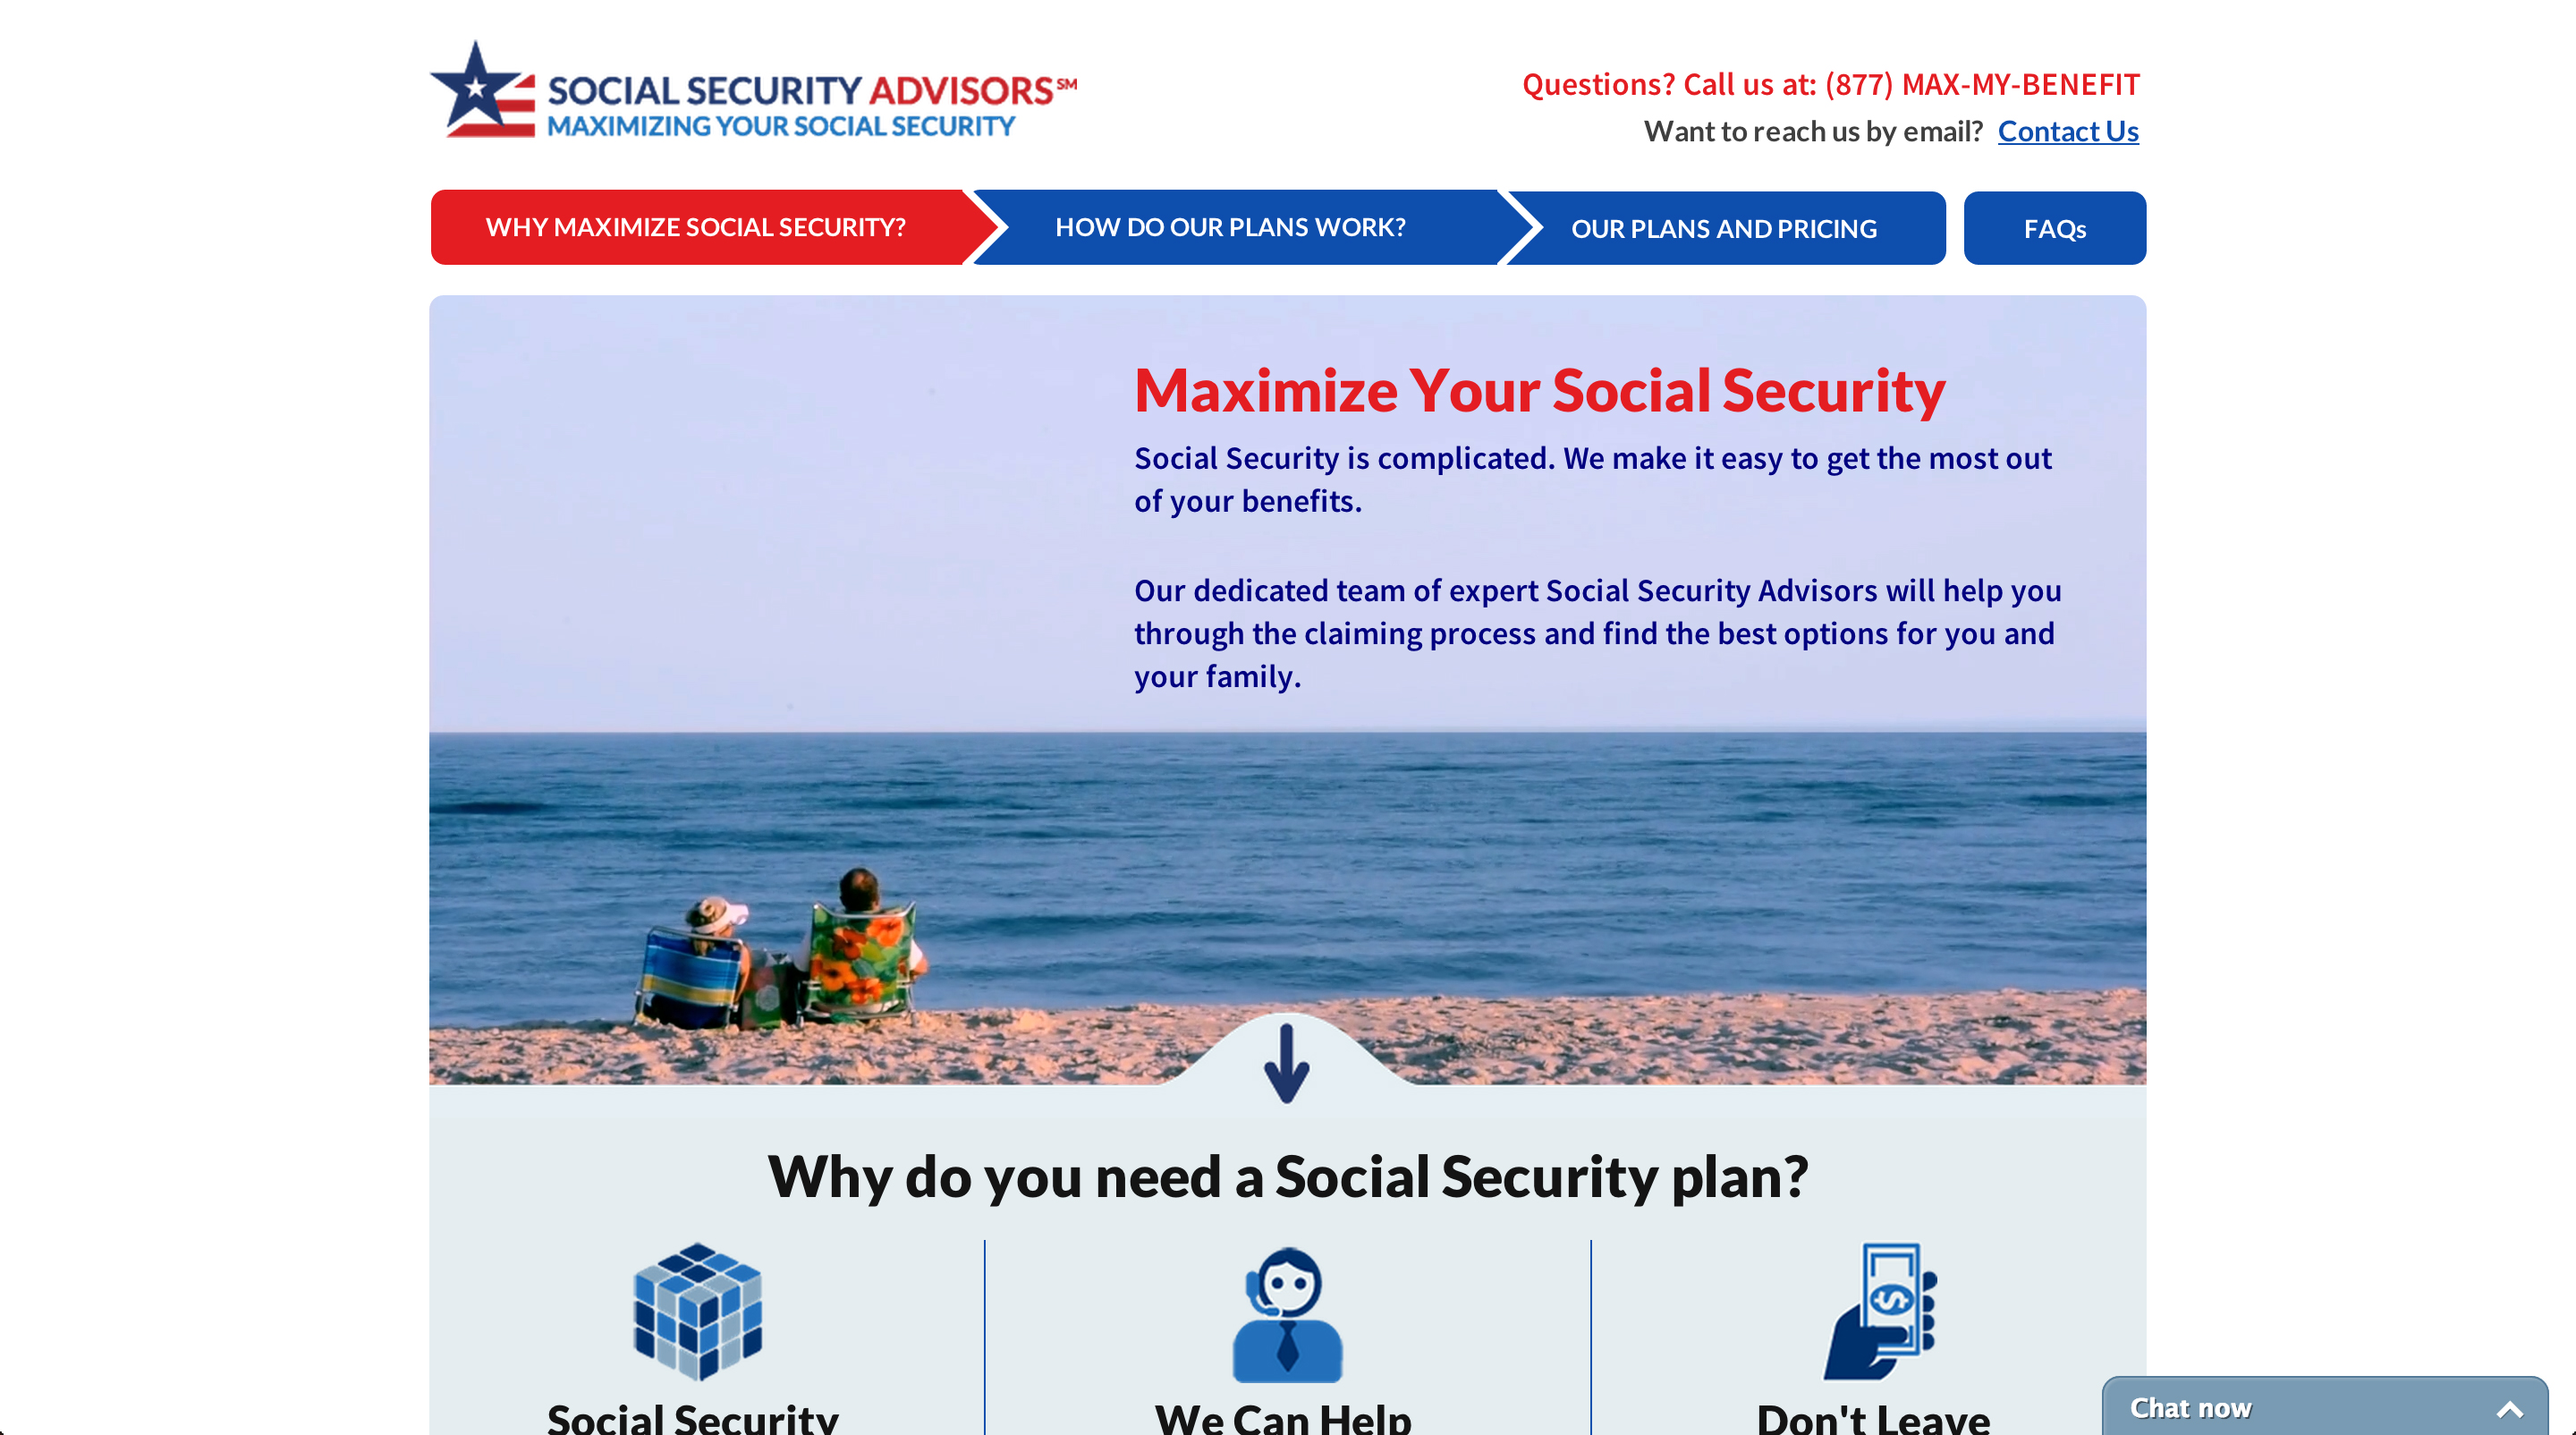 SOCIAL SECURITY ADVISORS SM
MAXIMIZING YOUR SOCIAL SECURITY
Questions? Call us at: (877) MAX-MY-BENEFIT
Want to reach us by email? Contact Us
WHY MAXIMIZE SOCIAL SECURITY?
HOW DO OUR PLANS WORK?
OUR PLANS AND PRICING
FAQs
Maximize Your Social Security
Social Security is complicated. We make it easy to get the most out
of your benefits.
Our dedicated team of expert Social Security Advisors will help you
through the claiming process and find the best options for you and
your family.
Why do you need a Social Security plan?
Social Security
We Can Help
Don't Leave
Chat now